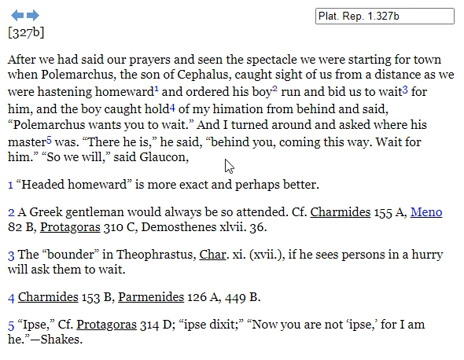 Plat. Rep. 1.327b
[327b]
After we had said our prayers and seen the spectacle we were starting for town
when Polemarchus, the son of Cephalus, caught sight of us from a distance as we
were hastening homeward1 and ordered his boy2 run and bid us to wait3 for
him, and the boy caught hold4 of my himation from behind and said,
“Polemarchus wants you to wait.” And I turned around and asked where his
master5 was. “There he is,” he said, “behind you, coming this way. Wait for
him.” “So we will,” said Glaucon,
1 “Headed homeward” is more exact and perhaps better.
2 A Greek gentleman would always be so attended. Cf. Charmides 155 A, Meno
82 B, Protagoras 310 C, Demosthenes xlvii. 36.
3 The “bounder” in Theophrastus, Char. xi. (xvii.), if he sees persons in a hurry
will ask them to wait.
4 Charmides 153 B, Parmenides 126 A, 449 B.
5 “Ipse,” Cf. Protagoras 314 D; “ipse dixit;” “Now you are not ‘ipse,’ for I am
he.”—Shakes.